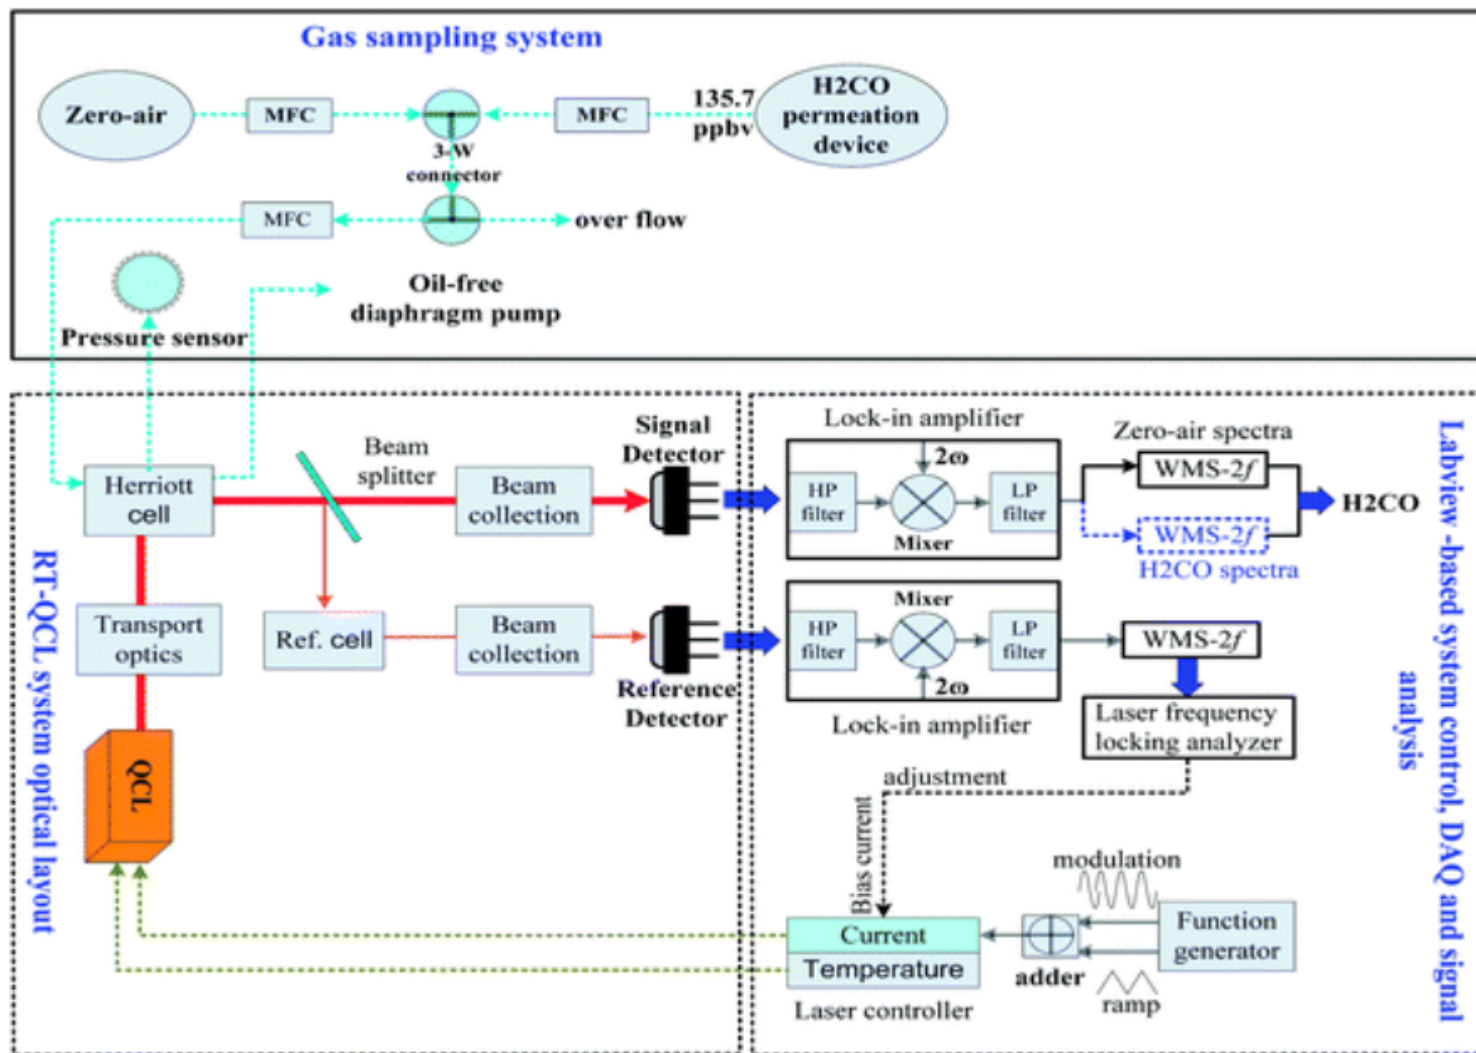 Gas sampling system
Zero-air
MFC
MFC
135.7
ppbv
H2CO
permeation
device
3-W
connector
MFC
over flow
Oil-free
diaphragm pump
Pressure sensor
RT-QCL system optical layout
Herriott
cell
Beam
splitter
Beam
collection
Signal
Detector
Transport
optics
Ref. cell
Beam
collection
Reference
Detector
QCL
Lock-in amplifier
2ω
HP
filter
Mixer
LP
filter
Zero-air spectra
WMS-2f
WMS-2f
H2CO spectra
H2CO
Mixer
HP
filter
LP
filter
2ω
Lock-in amplifier
WMS-2f
Laser frequency
locking analyzer
adjustment
Bias current
modulation
Current
Temperature
Laser controller
adder
Function
generator
ramp
Labview -based system control, DAQ and signal
analysis